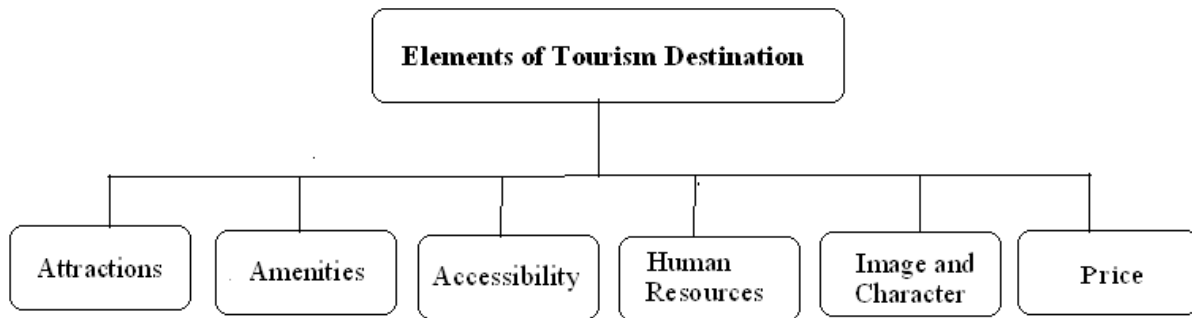 Elements of Tourism Destination
Attractions
Amenities
Accessibility
Human
Resources
Image and
Character
Price